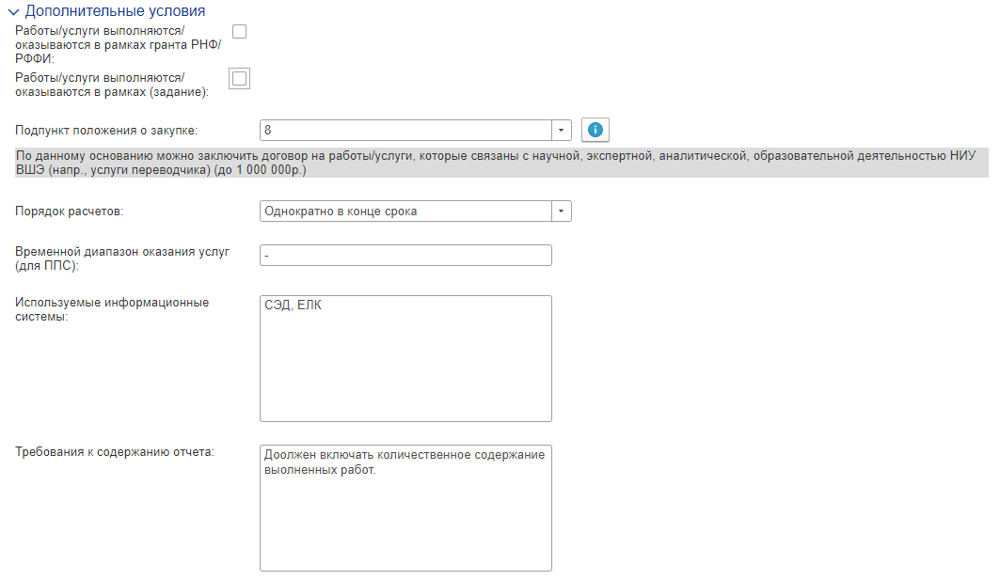 Дополнительные условия
Работы/услуги выполняются/
оказываются в рамках гранта РНФ/
РФФИ:
Работы/услуги выполняются/
оказываются в рамках (задание):
Подпункт положения о закупке:
8
По данному основанию можно заключить договор на работы/услуги, которые связаны с научной, экспертной, аналитической, образовательной деятельностью НИУ
ВШЭ (напр., услуги переводчика) (до 1 000 000р.)
Порядок расчетов:
Однократно в конце срока
Временной диапазон оказания услуг
(для ППС):
-
Используемые информационные
системы:
СЭД, ЕЛК
Требования к содержанию отчета:
Доолжен включать количественное содержание
выолненных работ.